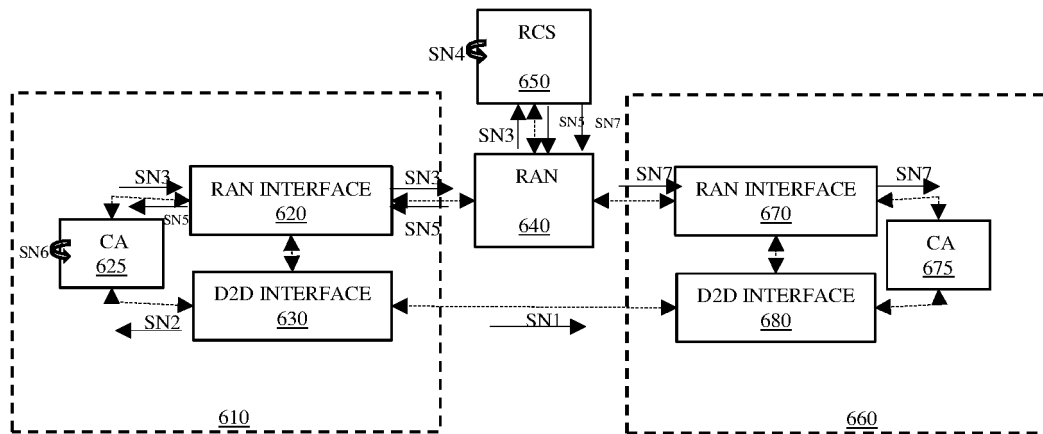 RCS
650
SN4
SN3
SN5
SN7
SN3
RAN INTERFACE
620
SN3
RAN
640
SN7
RAN INTERFACE
670
SN7
SN5
SN5
SN6
CA
625
CA
675
D2D INTERFACE
630
D2D INTERFACE
680
SN2
SN1
610
660